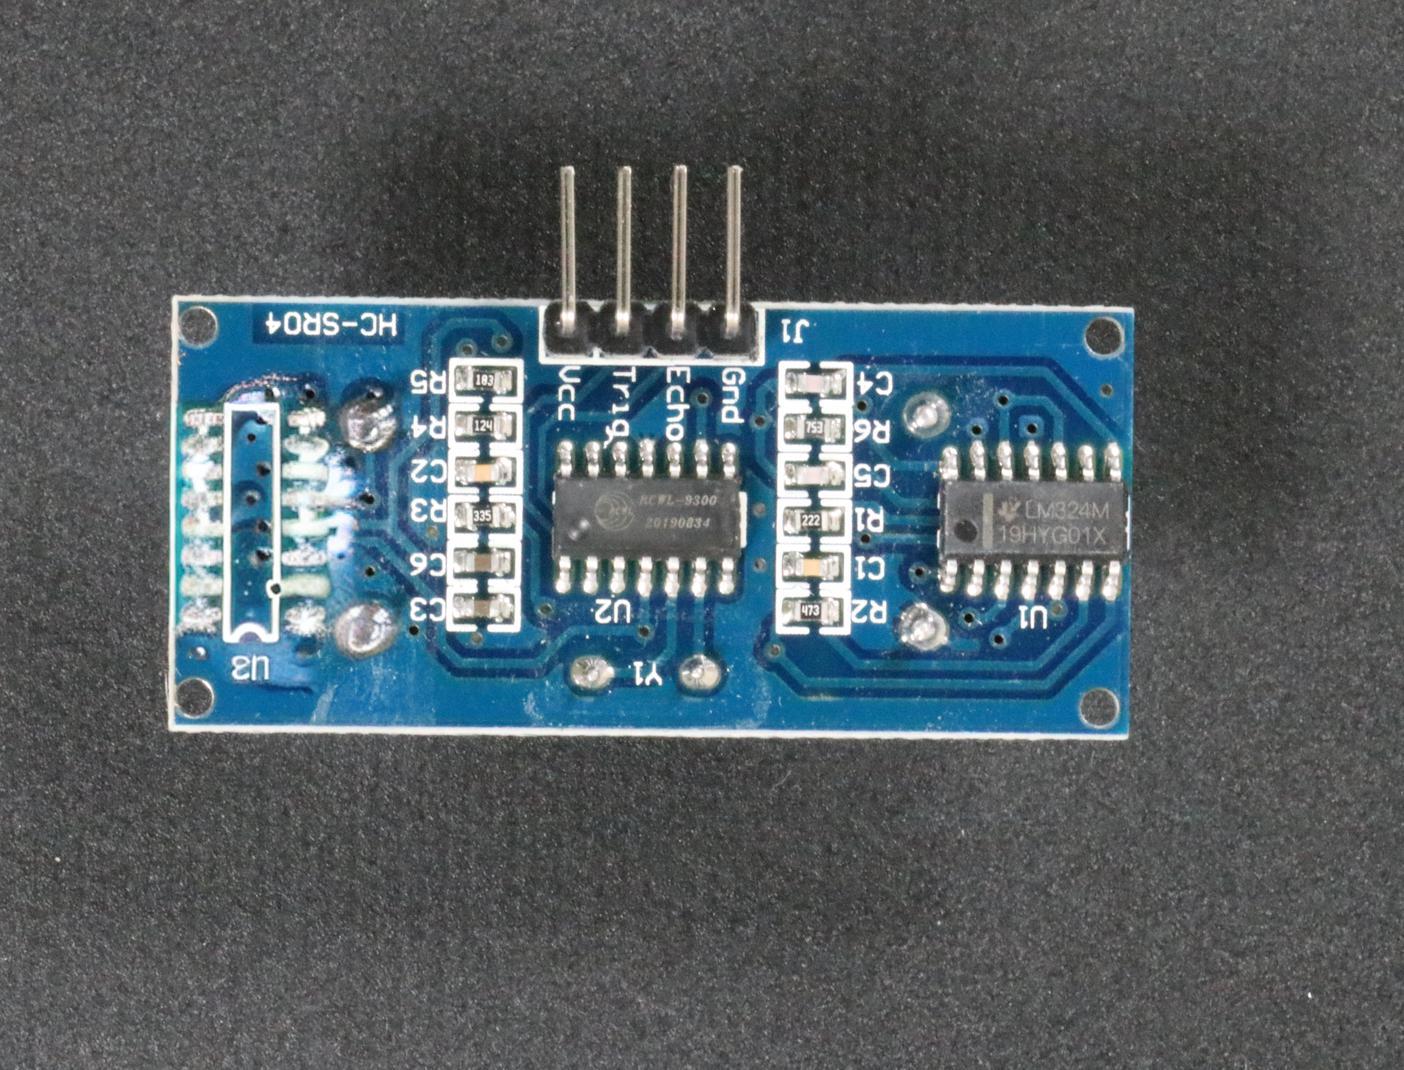 HC-SR04
J1
Vcc
Trig
Echo
Gnd
R5
183
R4
124
C2
R3
335
C6
C3
RCWL-9300
20190834
U2
Y1
C4
R6
753
C5
R1
222
C1
R2
473
LM324M
19HYG01X
U1
U3